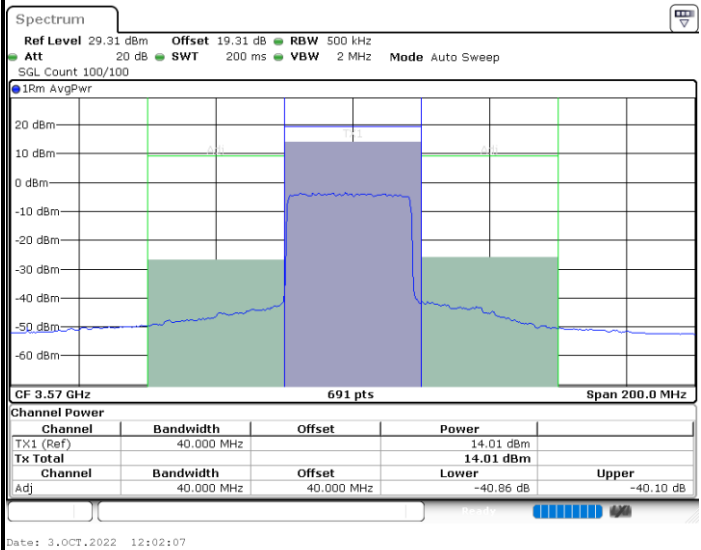 Spectrum
Ref Level 29.31 dBm Offset 19.31 dB RBW 500 kHz
Att 20 dB SWT 200 ms VBW 2 MHz Mode Auto Sweep
SGL Count 100/100
1Rm AvgPwr
20 dBm
TX1
10 dBm
Adj
Adj
0 dBm
-10 dBm
-20 dBm
-30 dBm
-40 dBm
-50 dBm
-60 dBm
CF 3.57 GHz 691 pts Span 200.0 MHz
Channel Power
Channel Bandwidth Offset Power
TX1 (Ref) 40.000 MHz 14.01 dBm
Tx Total 14.01 dBm
Channel Bandwidth Offset Lower Upper
Adj 40.000 MHz 40.000 MHz -40.86 dB -40.10 dB
Ready
Date: 3.OCT.2022 12:02:07